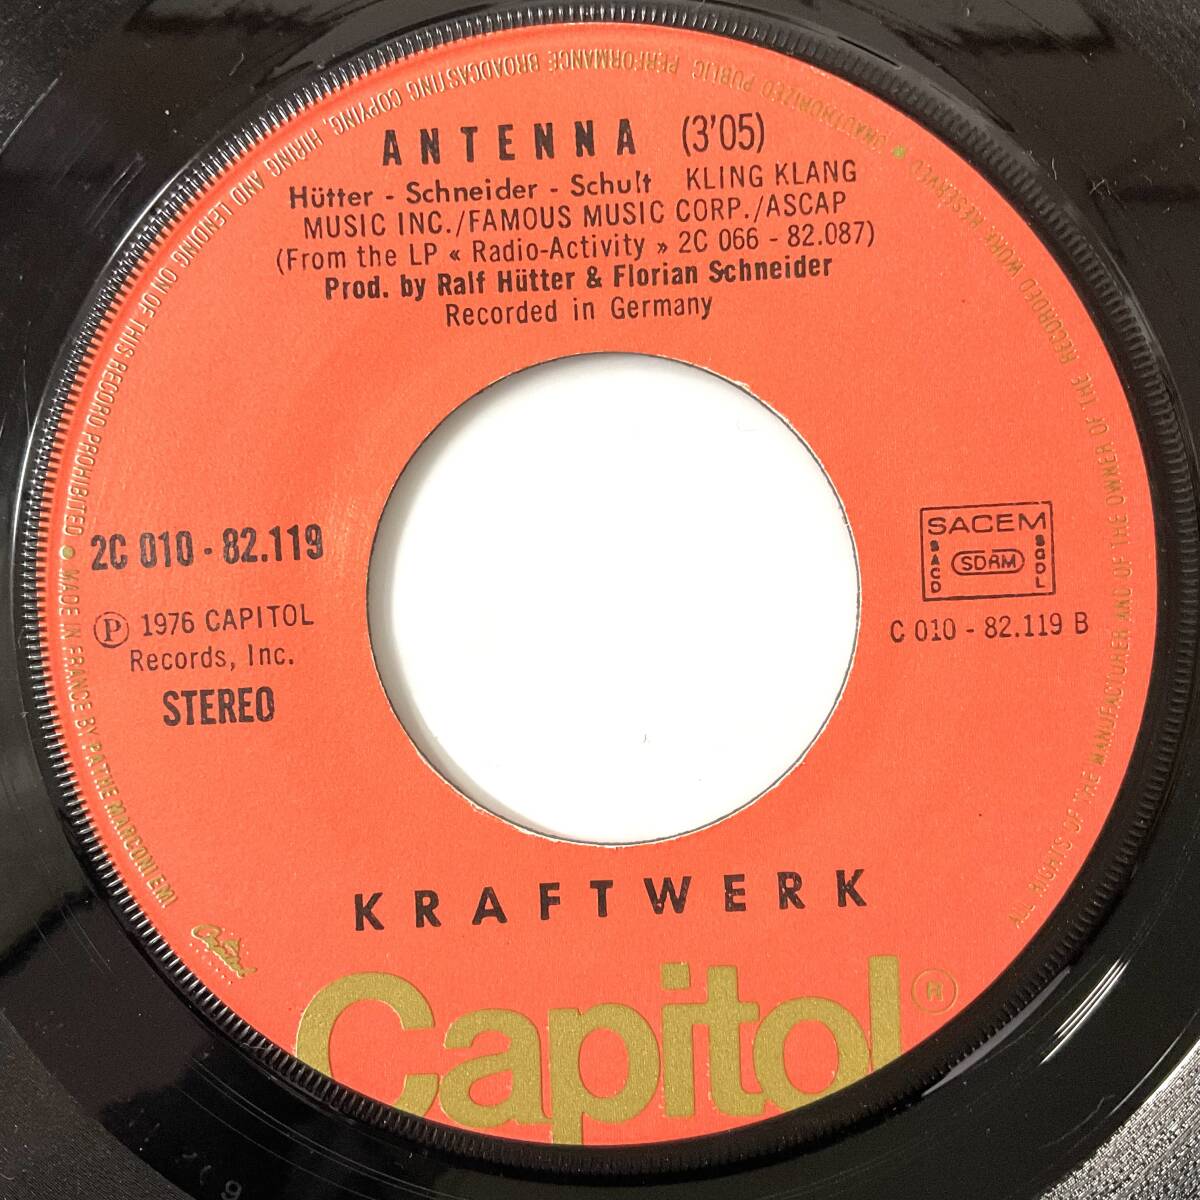 ANTENNA (3'05)
Hütter - Schneider - Schult KLING KLANG
MUSIC INC./FAMOUS MUSIC CORP./ASCAP
(From the LP « Radio-Activity » 2C 066 - 82.087)
Prod. by Ralf Hütter & Florian Schneider
Recorded in Germany
2C 010 - 82.119
Ⓟ 1976 CAPITOL
Records, Inc.
STEREO
SACEM
SACD
SDRM
SGDL
C 010 - 82.119 B
KRAFTWERK
Capitol ®
Capitol
ALL RIGHTS OF THE MANUFACTURER AND OF THE OWNER OF THE RECORDED WORK RESERVED ● UNAUTHORIZED PUBLIC PERFORMANCE BROADCASTING COPYING, HIRING AND LENDING ON OF THIS RECORD PROHIBITED ● MADE IN FRANCE BY PATHE MARCONI EMI